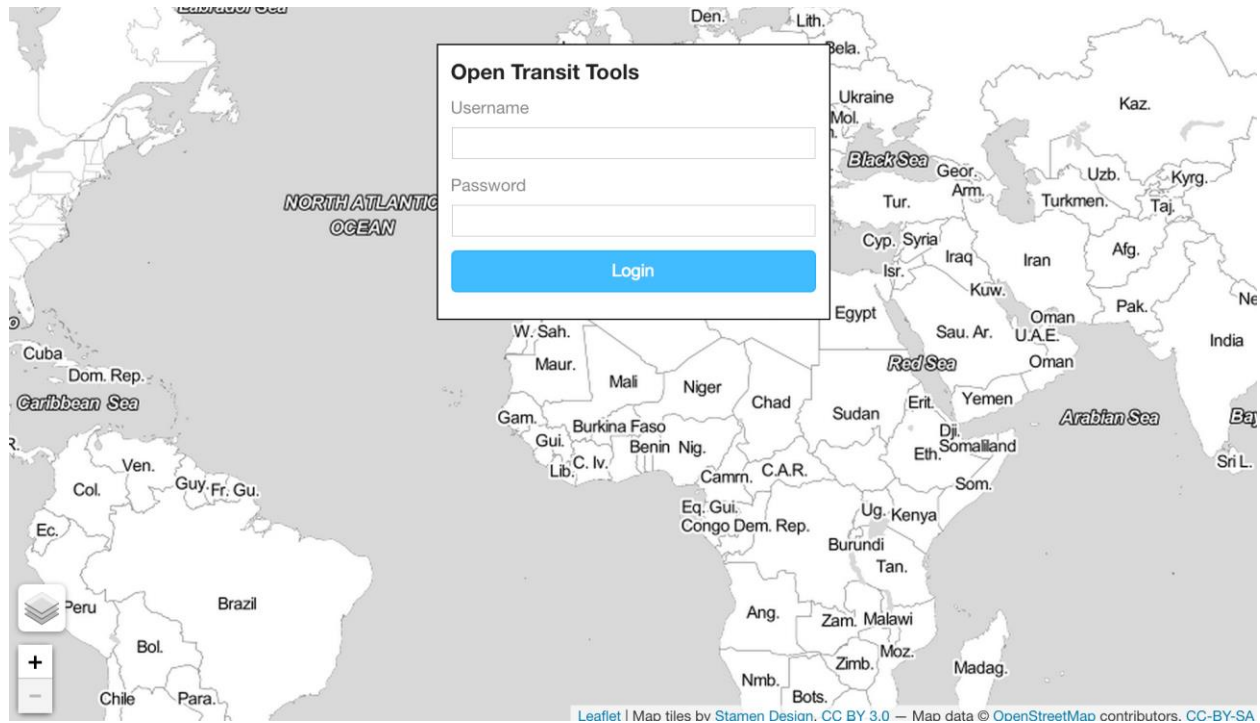 Labrador Sea
Den.
Lith.
Bela.
Open Transit Tools
Username
Ukraine
Mol.
Kaz.
Black Sea
Geor.
Password
Arm.
Uzb.
Kyrg.
NORTH ATLANTIC
OCEAN
Tur.
Turkmen.
Taj.
Cyp.
Syria
Iraq
Iran
Afg.
Login
Isr.
Kuw.
Egypt
Pak.
Oman
U.A.E.
W. Sah.
Sau. Ar.
India
Cuba
Maur.
Red Sea
Oman
Dom. Rep.
Mali
Niger
Chad
Caribbean Sea
Sudan
Erit.
Yemen
Arabian Sea
Gam.
Burkina Faso
Dji.
Gui.
Benin
Nig.
Eth.
Somaliland
Ven.
Lib.
C. Iv.
Camrn.
C.A.R.
Sri L.
Col.
Guy.
Fr. Gu.
Som.
Eq. Gui.
Ug.
Kenya
Congo
Dem. Rep.
Ec.
Burundi
Tan.
Peru
Brazil
Ang.
Zam.
Malawi
Bol.
Moz.
+
Zimb.
Madag.
Nmb.
−
Chile
Para.
Bots.
Leaflet | Map tiles by Stamen Design, CC BY 3.0 — Map data © OpenStreetMap contributors, CC-BY-SA